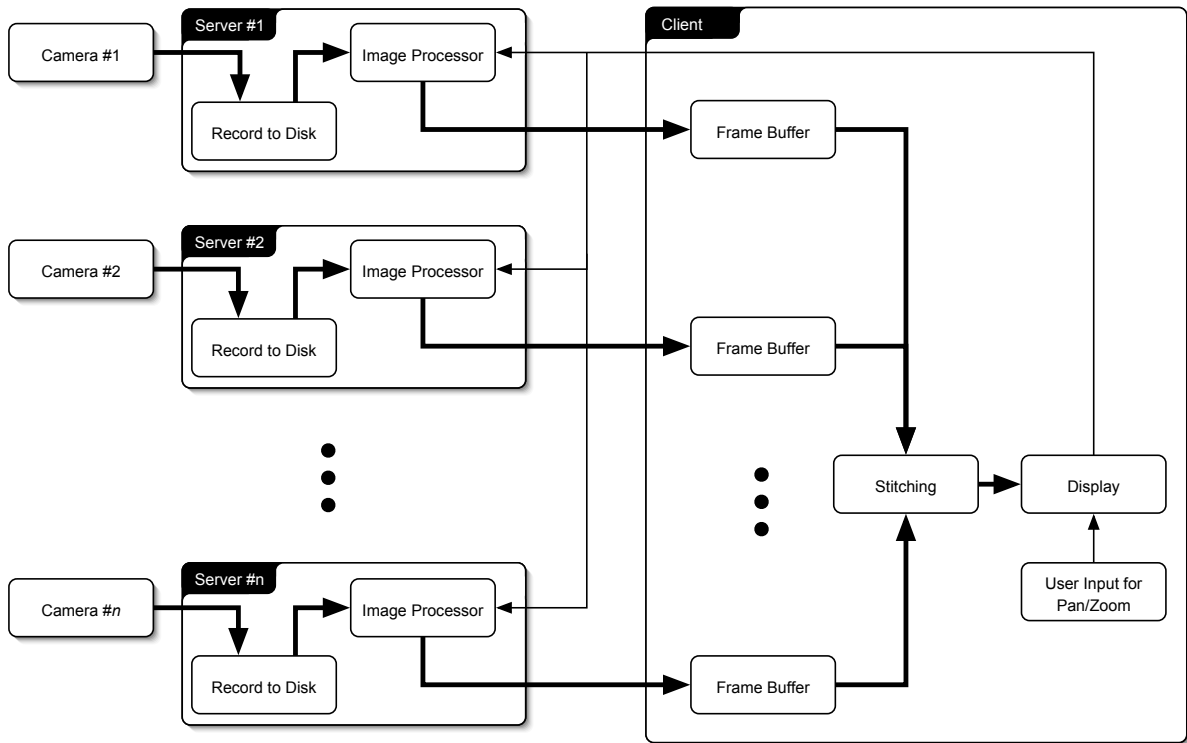 Server #1
Client
Camera #1
Image Processor
Record to Disk
Frame Buffer
Server #2
Camera #2
Image Processor
Record to Disk
Frame Buffer
Stitching
Display
Server #n
Camera #n
Image Processor
User Input for
Pan/Zoom
Record to Disk
Frame Buffer